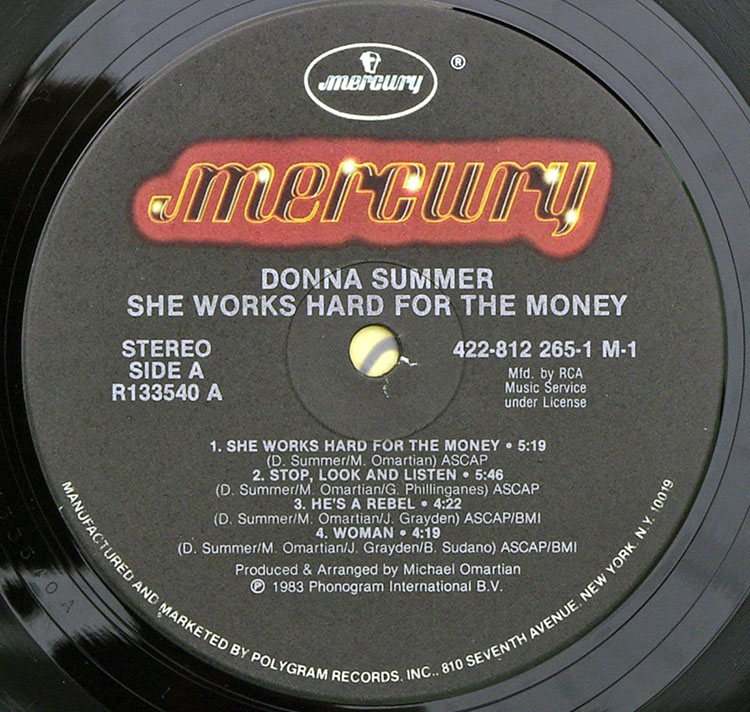 mercury ®
mercury
DONNA SUMMER
SHE WORKS HARD FOR THE MONEY
STEREO
SIDE A
R133540 A
422-812 265-1 M-1
Mfd. by RCA
Music Service
under License
1. SHE WORKS HARD FOR THE MONEY • 5:19
(D. Summer/M. Omartian) ASCAP
2. STOP, LOOK AND LISTEN • 5:46
(D. Summer/M. Omartian/G. Phillinganes) ASCAP
3. HE'S A REBEL • 4:22
(D. Summer/M. Omartian/J. Grayden) ASCAP/BMI
4. WOMAN • 4:19
(D. Summer/M. Omartian/J. Grayden/B. Sudano) ASCAP/BMI
Produced & Arranged by Michael Omartian
℗ 1983 Phonogram International B.V.
MANUFACTURED AND MARKETED BY POLYGRAM RECORDS, INC., 810 SEVENTH AVENUE, NEW YORK, N.Y. 10019